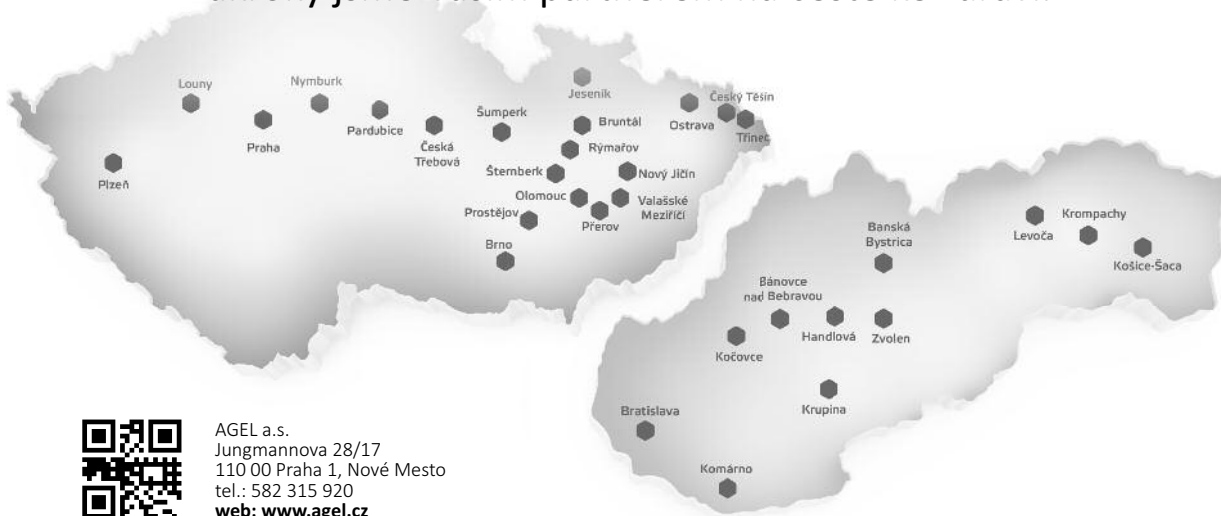 Louny
Nymburk
Praha
Pardubice
Česká
Třebová
Plzeň
Šumperk
Jeseník
Bruntál
Rýmařov
Šternberk
Olomouc
Prostějov
Brno
Přerov
Nový Jičín
Valašské
Meziříčí
Ostrava
Český Těšín
Třinec
Banská
Bystrica
Levoča
Krompachy
Košice-Šaca
Bánovce
nad Bebravou
Handlová
Zvolen
Kočovce
Krupina
Bratislava
Komárno
AGEL a.s.
Jungmannova 28/17
110 00 Praha 1, Nové Mesto
tel.: 582 315 920
web: www.agel.cz